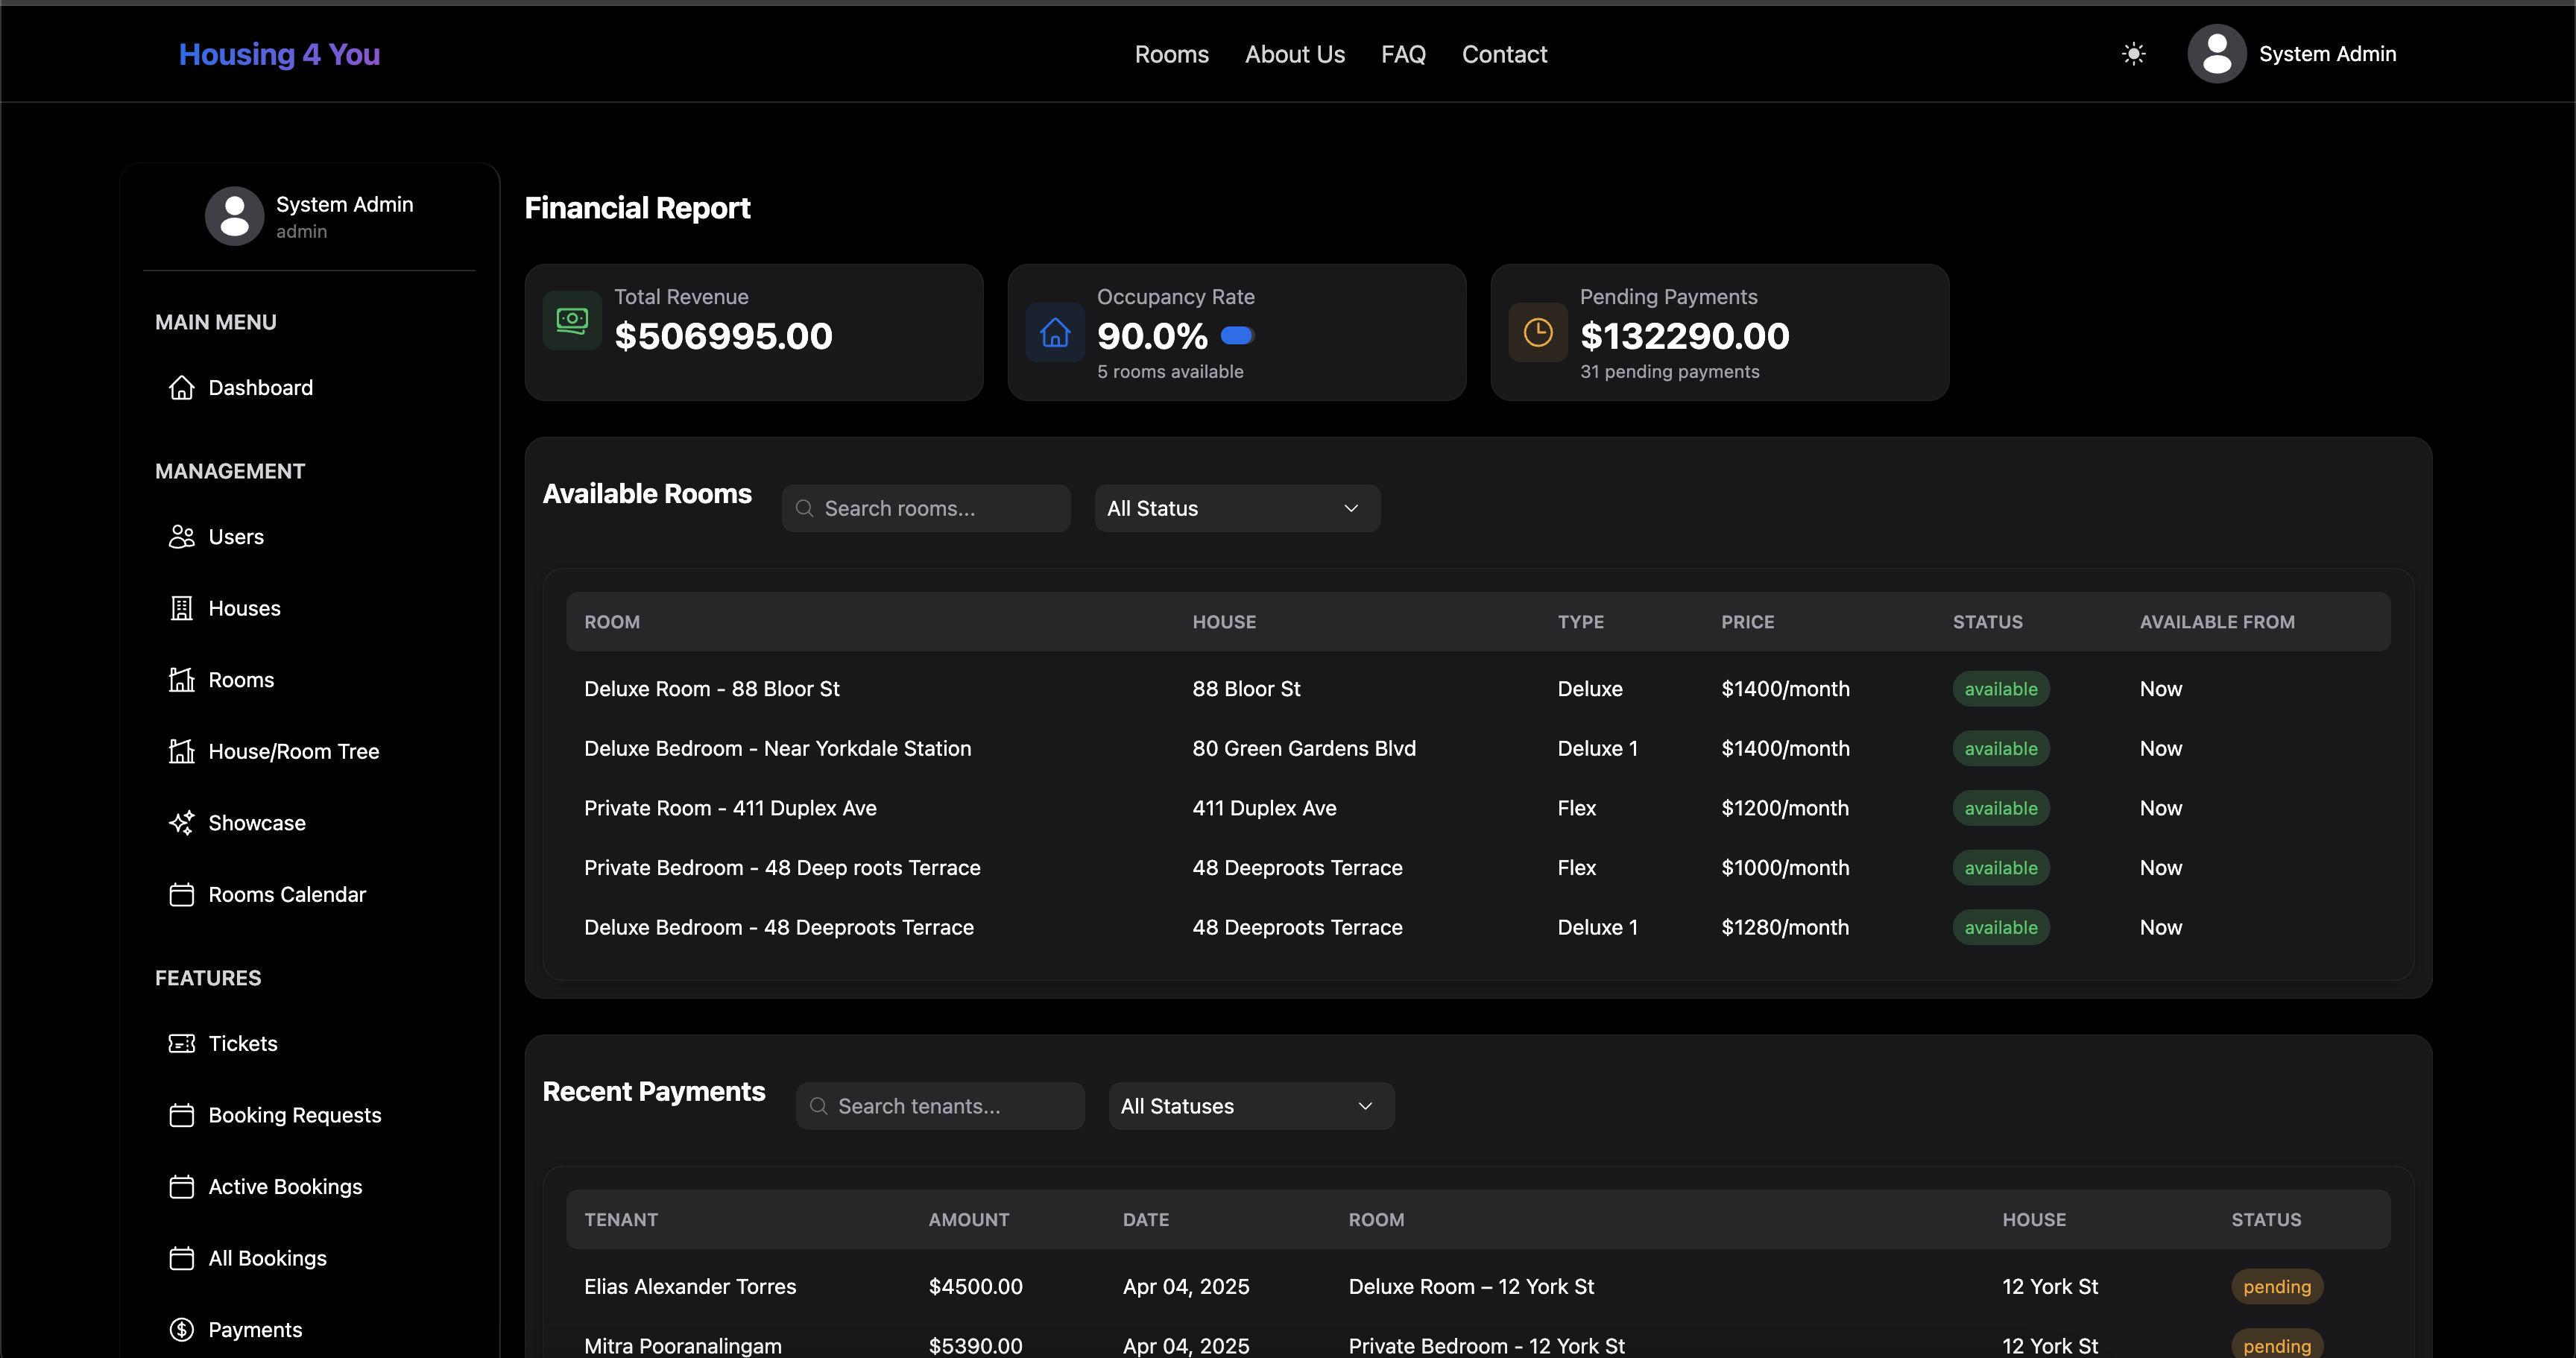 Housing 4 You
Rooms About Us FAQ Contact
System Admin
System Admin
admin
MAIN MENU
Dashboard
MANAGEMENT
Users
Houses
Rooms
House/Room Tree
Showcase
Rooms Calendar
FEATURES
Tickets
Booking Requests
Active Bookings
All Bookings
Payments
Financial Report
Total Revenue
$506995.00
Occupancy Rate
90.0%
5 rooms available
Pending Payments
$132290.00
31 pending payments
Available Rooms Search rooms... All Status
ROOM HOUSE TYPE PRICE STATUS AVAILABLE FROM
Deluxe Room - 88 Bloor St 88 Bloor St Deluxe $1400/month available Now
Deluxe Bedroom - Near Yorkdale Station 80 Green Gardens Blvd Deluxe 1 $1400/month available Now
Private Room - 411 Duplex Ave 411 Duplex Ave Flex $1200/month available Now
Private Bedroom - 48 Deep roots Terrace 48 Deeproots Terrace Flex $1000/month available Now
Deluxe Bedroom - 48 Deeproots Terrace 48 Deeproots Terrace Deluxe 1 $1280/month available Now
Recent Payments Search tenants... All Statuses
TENANT AMOUNT DATE ROOM HOUSE STATUS
Elias Alexander Torres $4500.00 Apr 04, 2025 Deluxe Room – 12 York St 12 York St pending
Mitra Pooranalingam $5390.00 Apr 04, 2025 Private Bedroom - 12 York St 12 York St pending